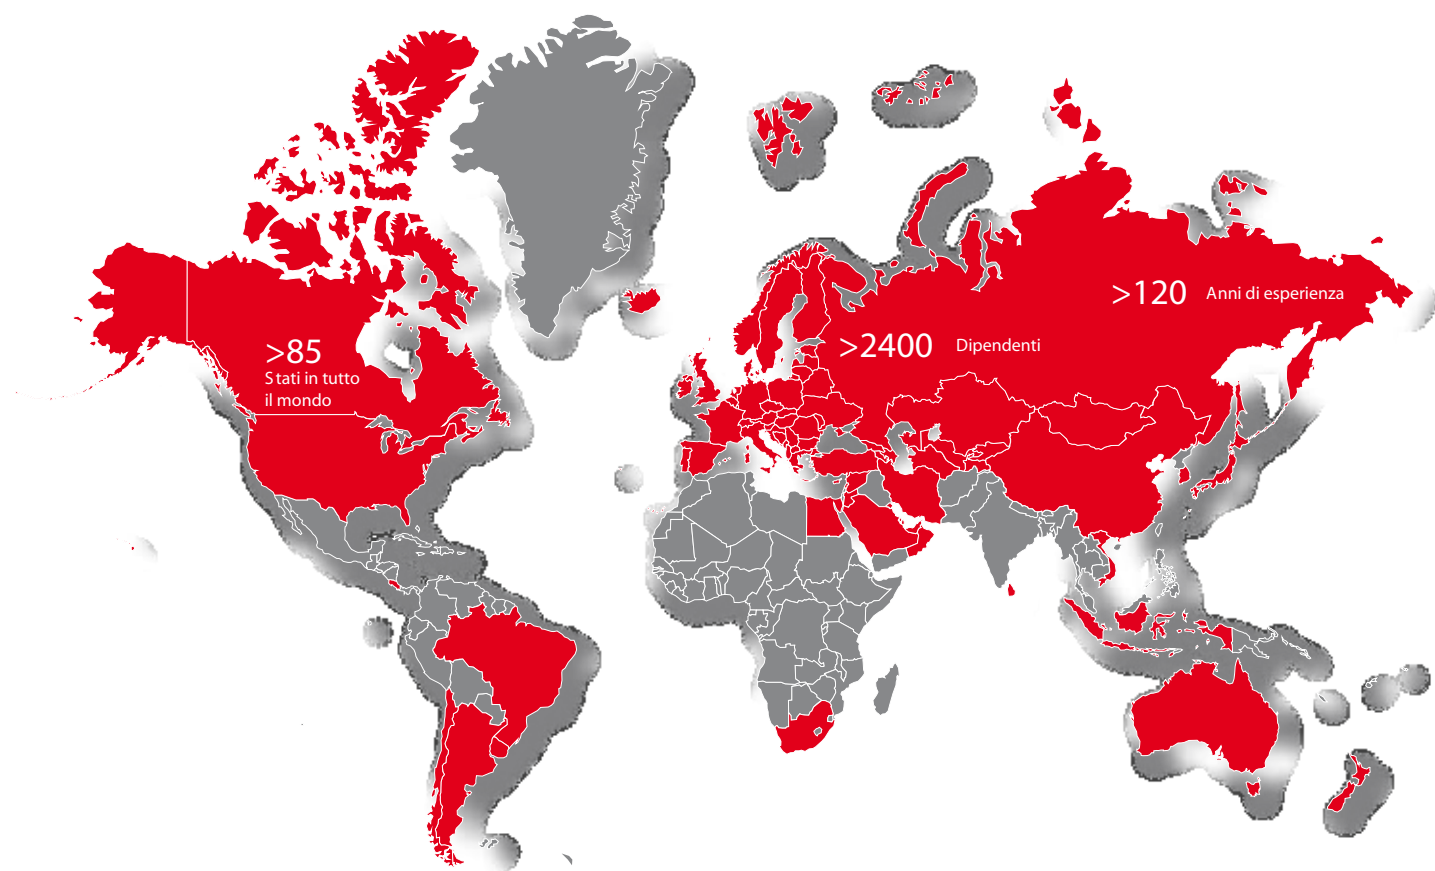 >120 Anni di esperienza
>2400 Dipendenti
>85
Stati in tutto
il mondo